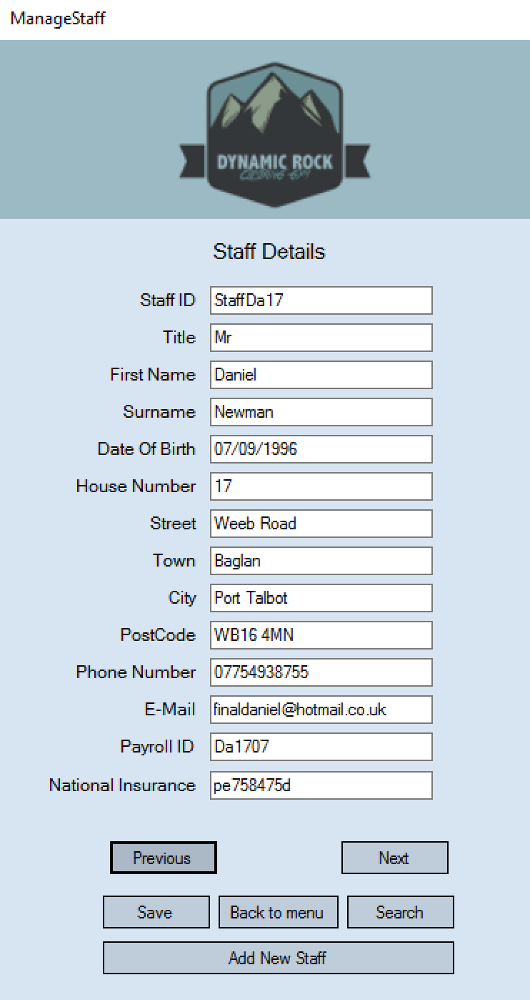 ManageStaff
DYNAMIC ROCK
Staff Details
Staff ID StaffDa17
Title Mr
First Name Daniel
Surname Newman
Date Of Birth 07/09/1996
House Number 17
Street Weeb Road
Town Baglan
City Port Talbot
PostCode WB16 4MN
Phone Number 07754938755
E-Mail finaldaniel@hotmail.co.uk
Payroll ID Da1707
National Insurance pe758475d
Previous Next
Save Back to menu Search
Add New Staff